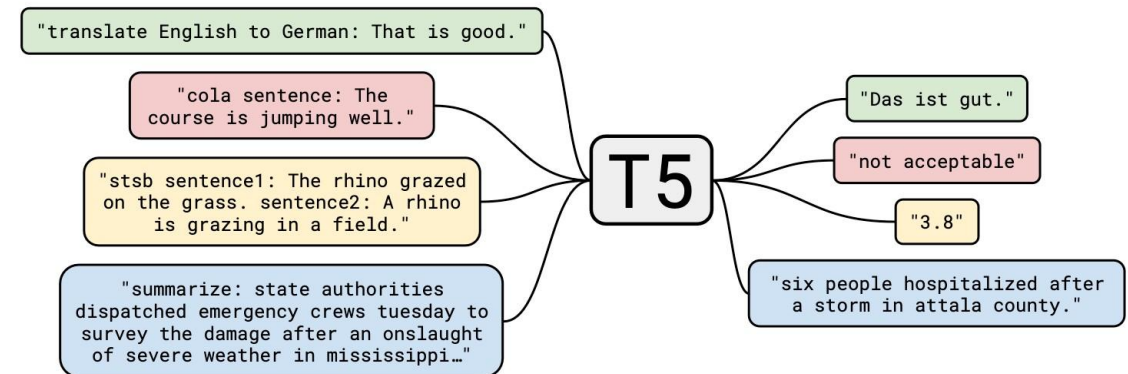 "translate English to German: That is good."
"cola sentence: The
course is jumping well."
"stsb sentence1: The rhino grazed
on the grass. sentence2: A rhino
is grazing in a field."
"summarize: state authorities
dispatched emergency crews tuesday to
survey the damage after an onslaught
of severe weather in mississippi…"
T5
"Das ist gut."
"not acceptable"
"3.8"
"six people hospitalized after
a storm in attala county."